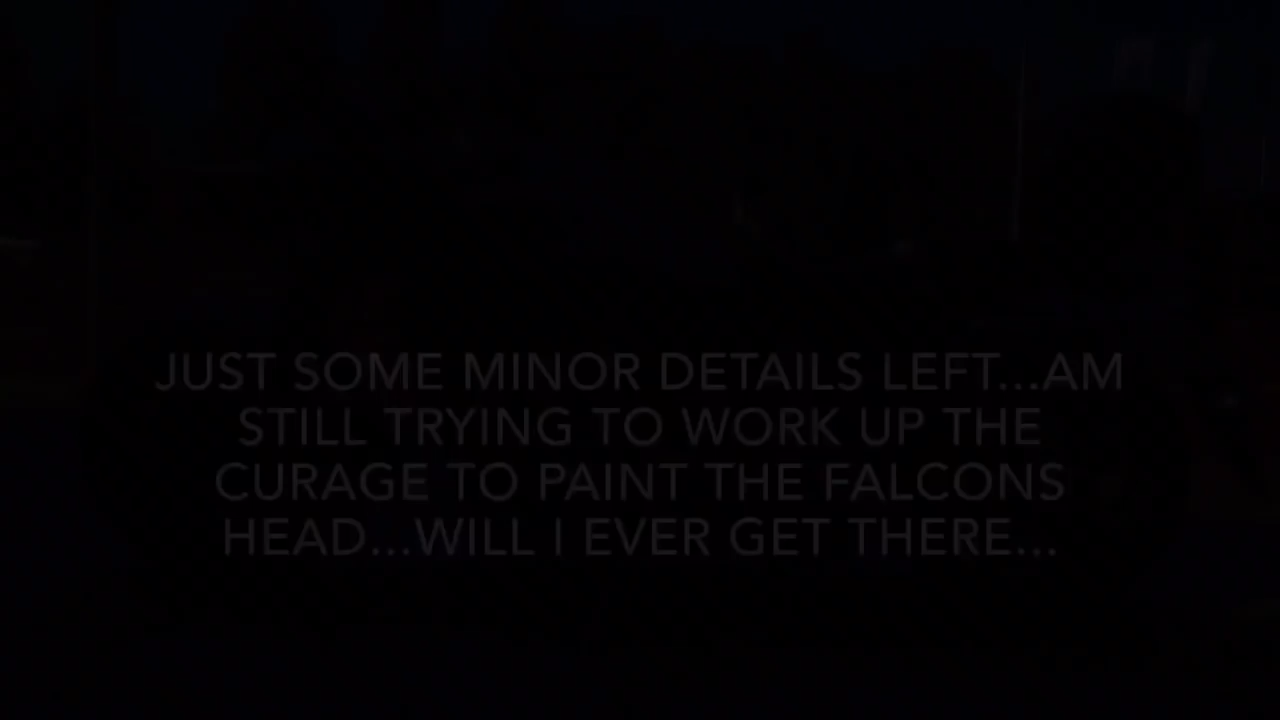 JUST SOME MINOR DETAILS LEFT...AM
STILL TRYING TO WORK UP THE
CURAGE TO PAINT THE FALCONS
HEAD...WILL I EVER GET THERE...